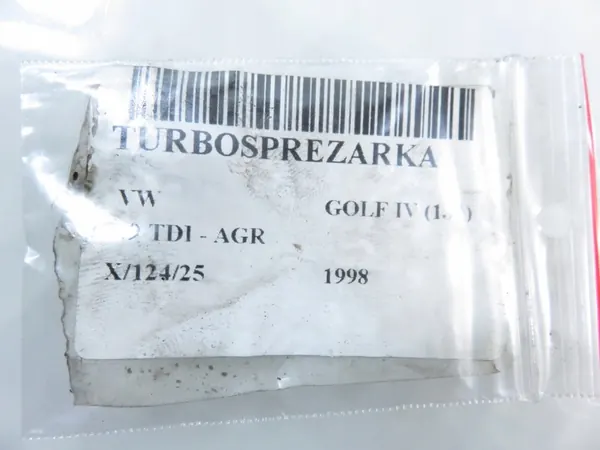 TURBOSPREZARKA
VW GOLF IV
TDI - AGR
X/124/25 1998